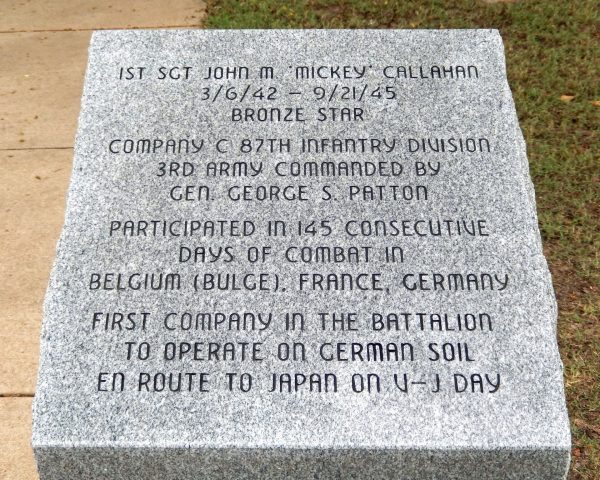 1ST SGT JOHN M. 'MICKEY' CALLAHAN
3/6/42 – 9/21/45
BRONZE STAR
COMPANY C 87TH INFANTRY DIVISION
3RD ARMY COMMANDED BY
GEN. GEORGE S. PATTON
PARTICIPATED IN 145 CONSECUTIVE
DAYS OF COMBAT IN
BELGIUM (BULGE), FRANCE, GERMANY
FIRST COMPANY IN THE BATTALION
TO OPERATE ON GERMAN SOIL
EN ROUTE TO JAPAN ON V-J DAY